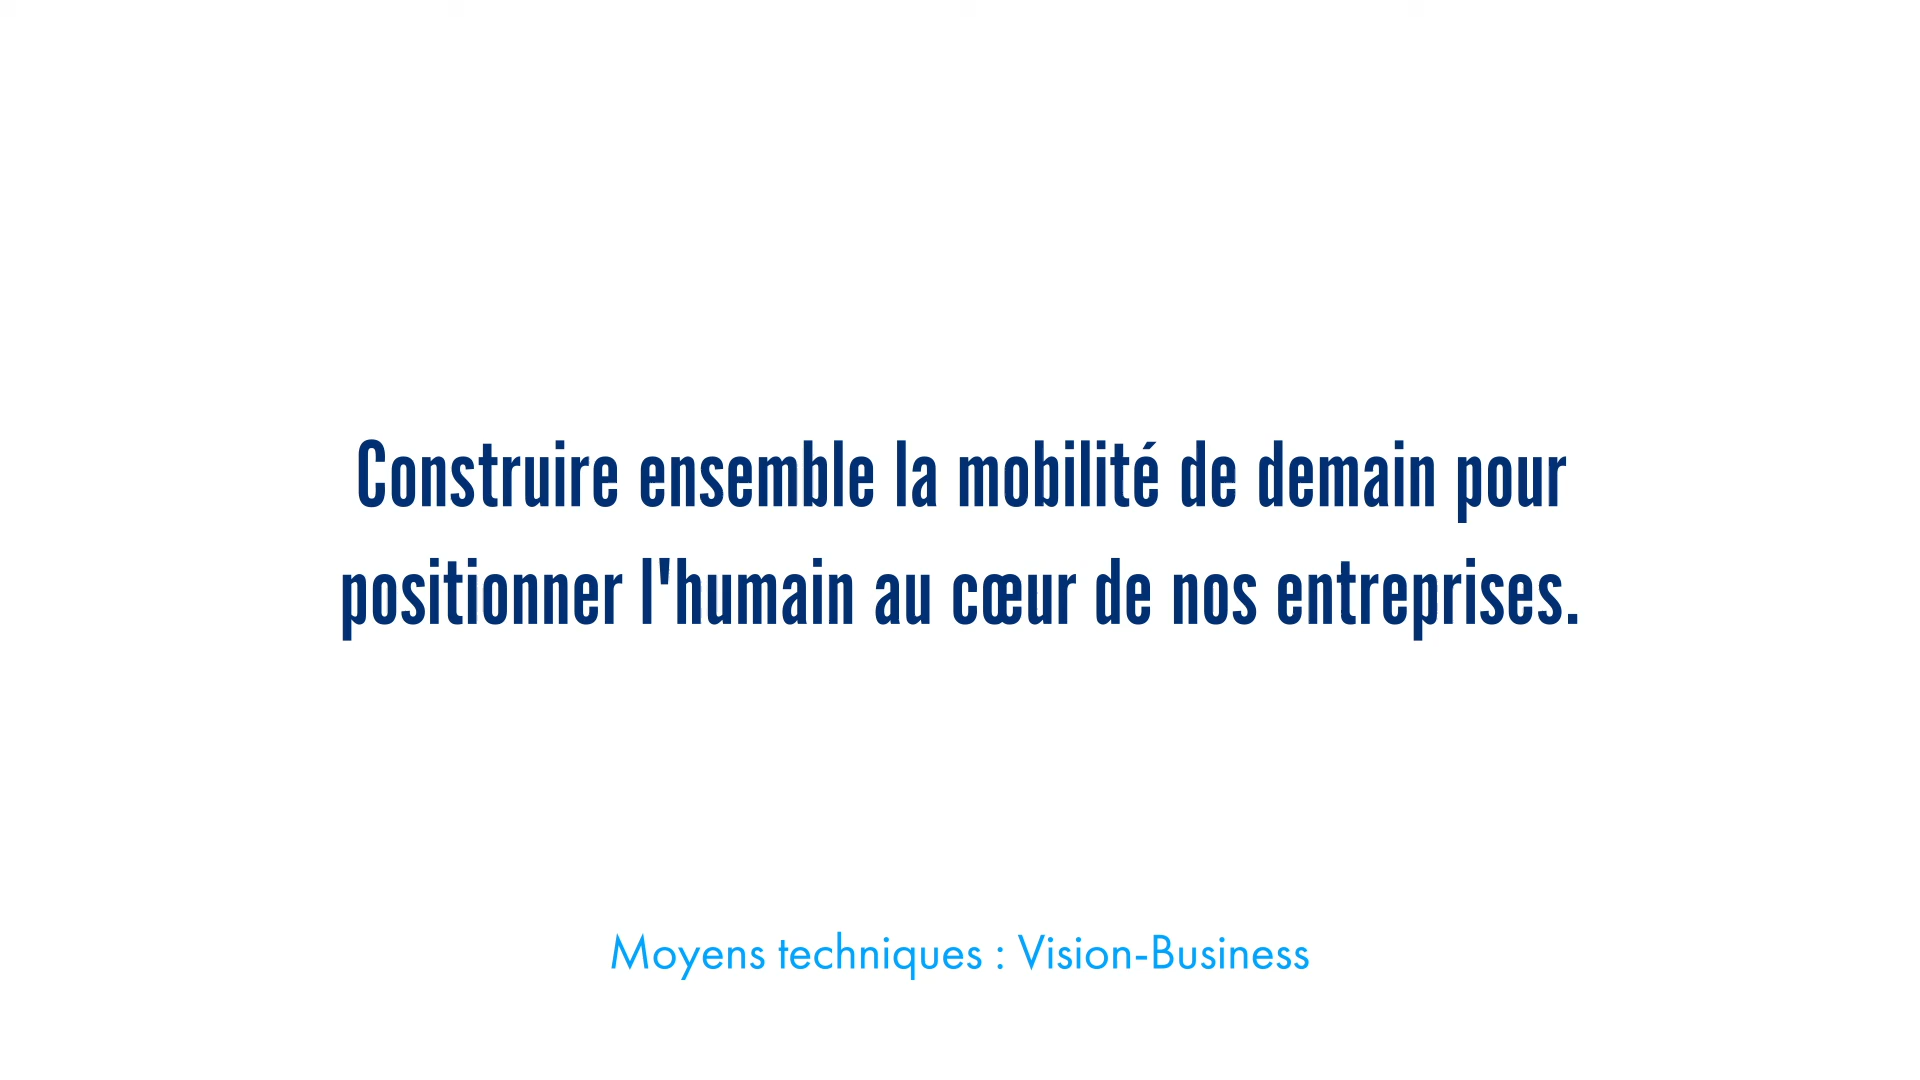 Construire ensemble la mobilité de demain pour
positionner l'humain au cœur de nos entreprises.
Moyens techniques : Vision-Business